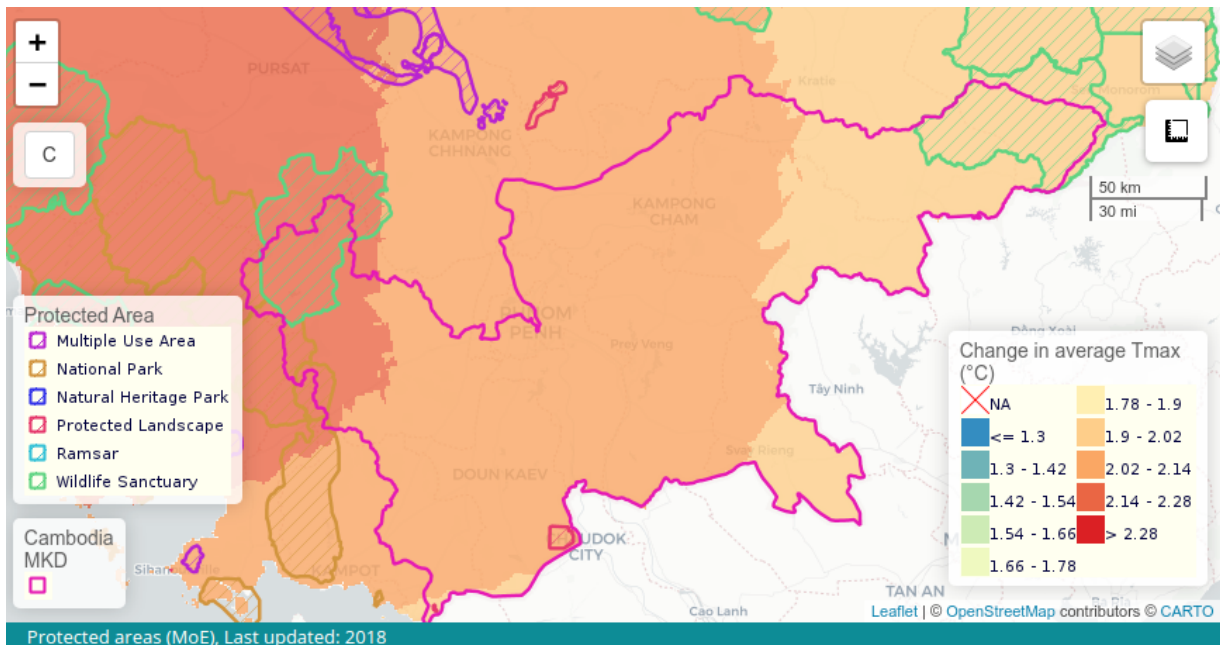 +
−
C
PURSAT
Kratie
KAMPONG
CHHNANG
KAMPONG
CHAM
50 km
30 mi
PHNOM
PENH
Prey Veng
Tây Ninh
Đồng Xoài
Svay Rieng
DOUN KAEV
CHAU DOK
CITY
KAMPOT
Cao Lanh
TAN AN
Protected Area
Multiple Use Area
National Park
Natural Heritage Park
Protected Landscape
Ramsar
Wildlife Sanctuary
Cambodia
MKD
Change in average Tmax
(°C)
NA
<= 1.3
1.3 - 1.42
1.42 - 1.54
1.54 - 1.66
1.66 - 1.78
1.78 - 1.9
1.9 - 2.02
2.02 - 2.14
2.14 - 2.28
> 2.28
Leaflet | © OpenStreetMap contributors © CARTO
Protected areas (MoE), Last updated: 2018